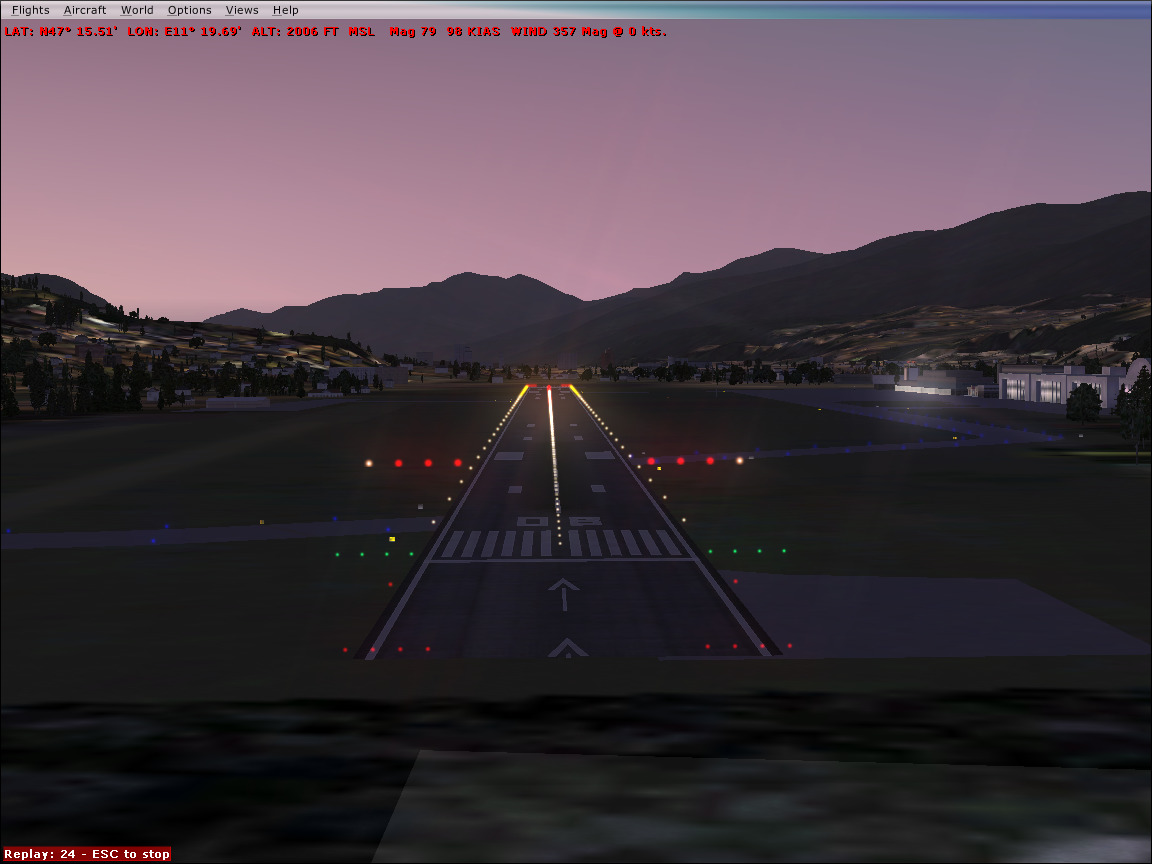 Flights Aircraft World Options Views Help
LAT: N47° 15.51' LON: E11° 19.69' ALT: 2006 FT MSL Mag 79 98 KIAS WIND 357 Mag @ 0 kts.
08
Replay: 24 - ESC to stop